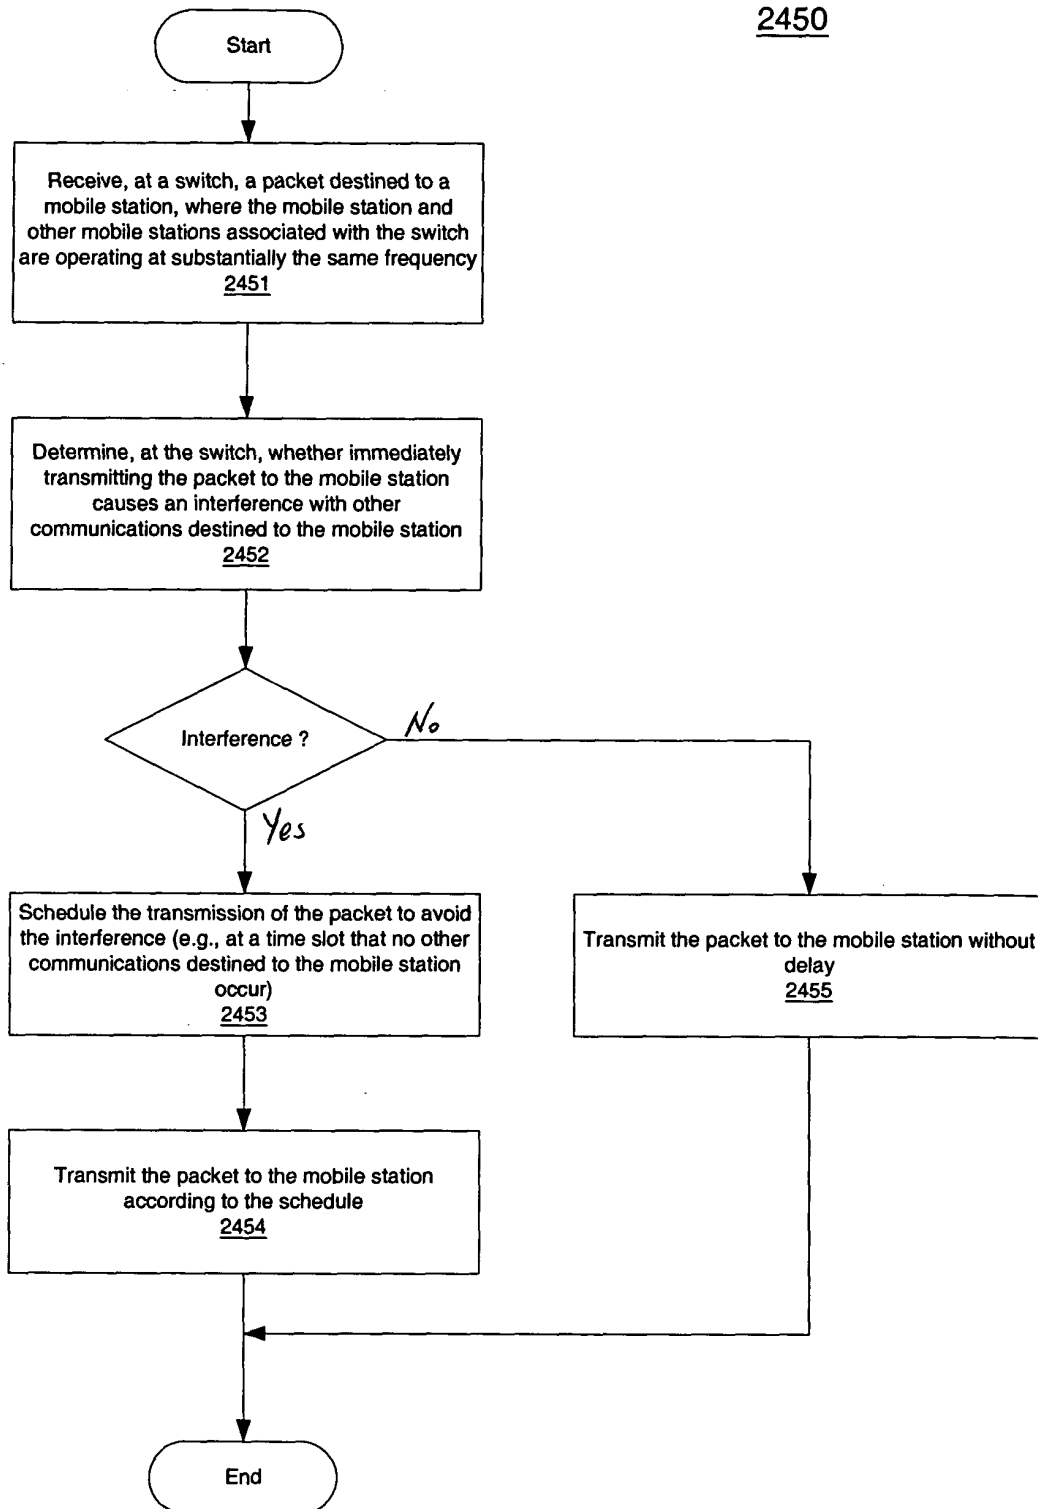 2450
Start
Receive, at a switch, a packet destined to a
mobile station, where the mobile station and
other mobile stations associated with the switch
are operating at substantially the same frequency
2451
Determine, at the switch, whether immediately
transmitting the packet to the mobile station
causes an interference with other
communications destined to the mobile station
2452
Interference ?
No
Yes
Schedule the transmission of the packet to avoid
the interference (e.g., at a time slot that no other
communications destined to the mobile station
occur)
2453
Transmit the packet to the mobile station without
delay
2455
Transmit the packet to the mobile station
according to the schedule
2454
End